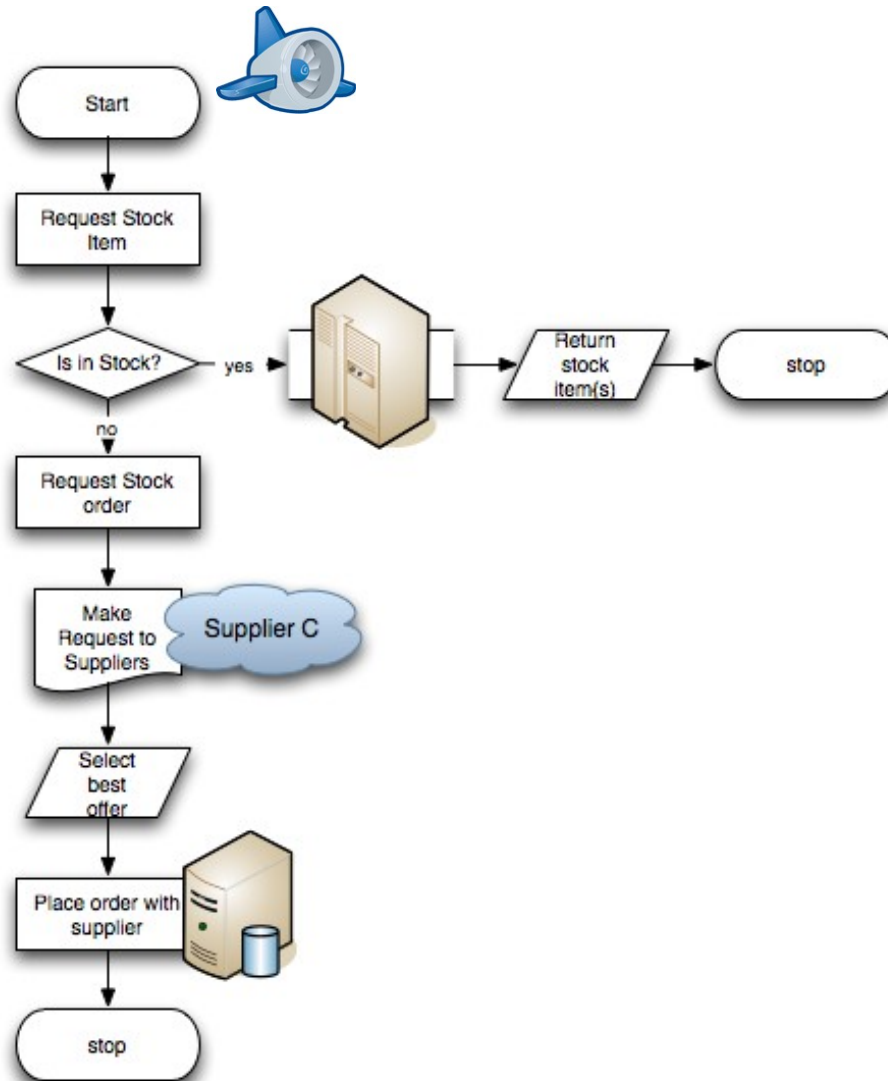 Start
Request Stock
Item
Is in Stock?
yes
Return
stock
item(s)
stop
no
Request Stock
order
Make
Request to
Suppliers
Supplier C
Select
best
offer
Place order with
supplier
stop